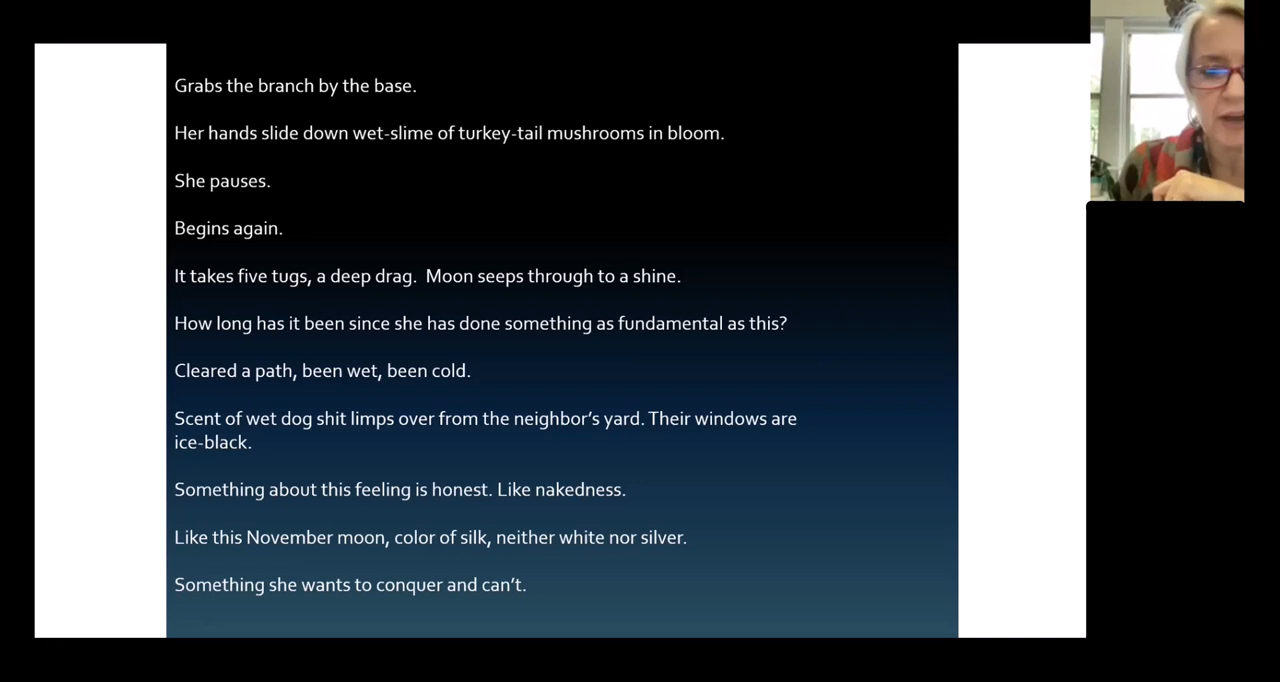 Grabs the branch by the base.
Her hands slide down wet-slime of turkey-tail mushrooms in bloom.
She pauses.
Begins again.
It takes five tugs, a deep drag.  Moon seeps through to a shine.
How long has it been since she has done something as fundamental as this?
Cleared a path, been wet, been cold.
Scent of wet dog shit limps over from the neighbor’s yard. Their windows are
ice-black.
Something about this feeling is honest. Like nakedness.
Like this November moon, color of silk, neither white nor silver.
Something she wants to conquer and can’t.